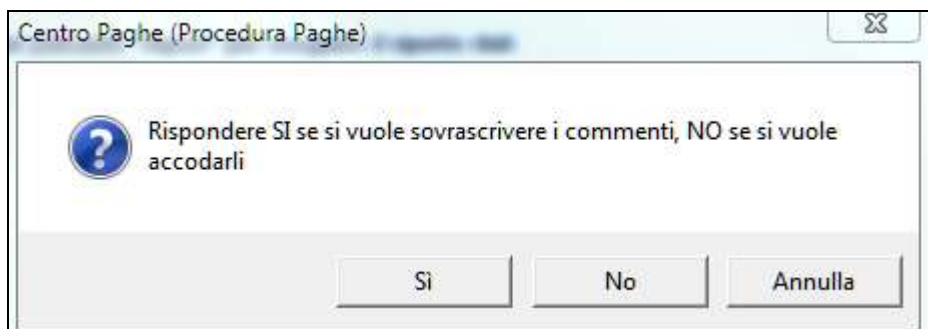 Centro Paghe (Procedura Paghe)
Rispondere SI se si vuole sovrascrivere i commenti, NO se si vuole
accodarli
Sì
No
Annulla